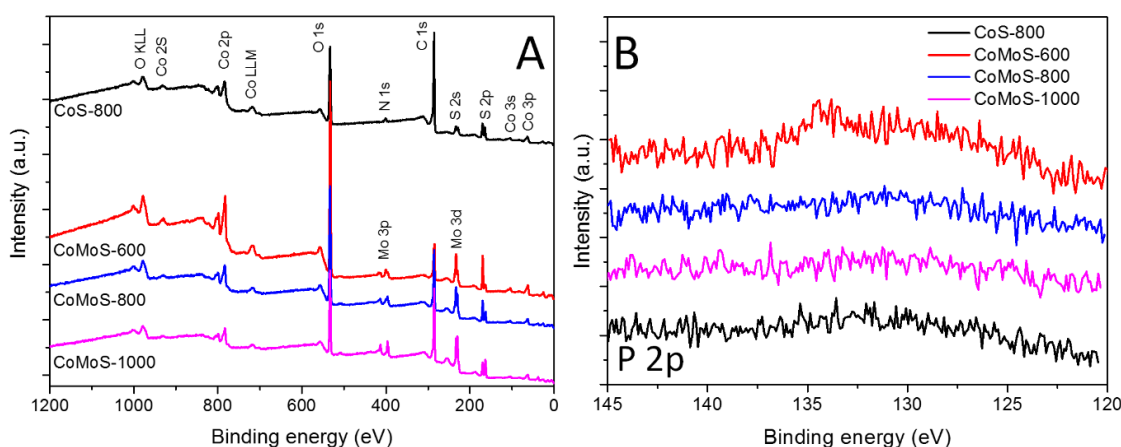 A
O KLL
Co 2S
Co 2p
Co LLM
O 1s
N 1s
C 1s
S 2s
S 2p
Co 3s
Co 3p
CoS-800
CoMoS-600
Mo 3p
Mo 3d
CoMoS-800
CoMoS-1000
Intensity (a.u.)
1200 1000 800 600 400 200 0
Binding energy (eV)
B
CoS-800
CoMoS-600
CoMoS-800
CoMoS-1000
Intensity (a.u.)
P 2p
145 140 135 130 125 120
Binding energy (eV)